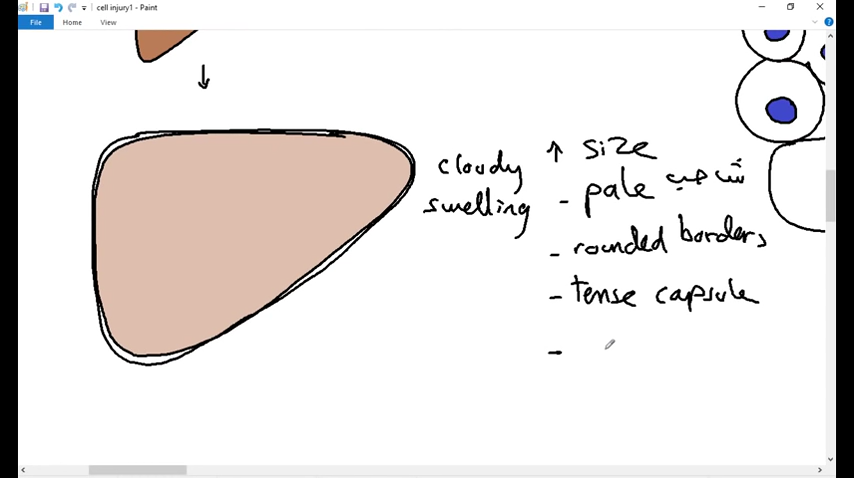 cell injury1 - Paint
File Home View
cloudy
swelling
↑ size
- pale شاحب
- rounded borders
- tense capsule
-